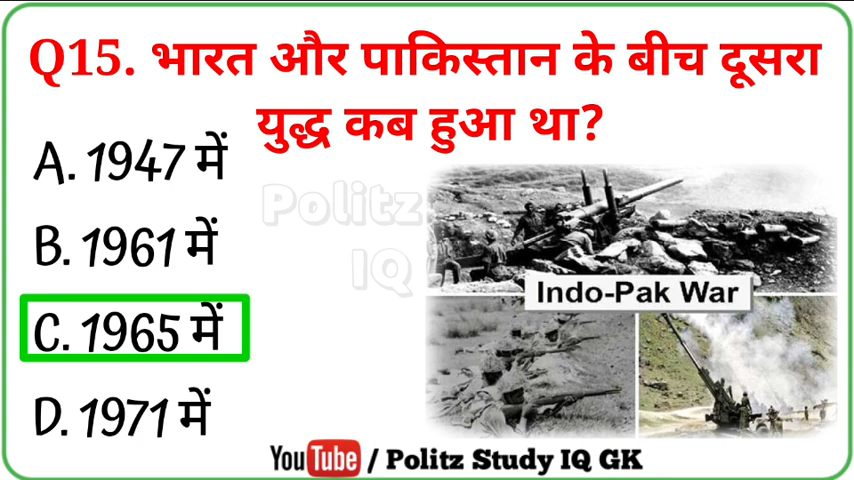 Q15. भारत और पाकिस्तान के बीच दूसरा
युद्ध कब हुआ था?
A. 1947 में
B. 1961 में
C. 1965 में
D. 1971 में
Politz
IQ
Indo-Pak War
YouTube / Politz Study IQ GK